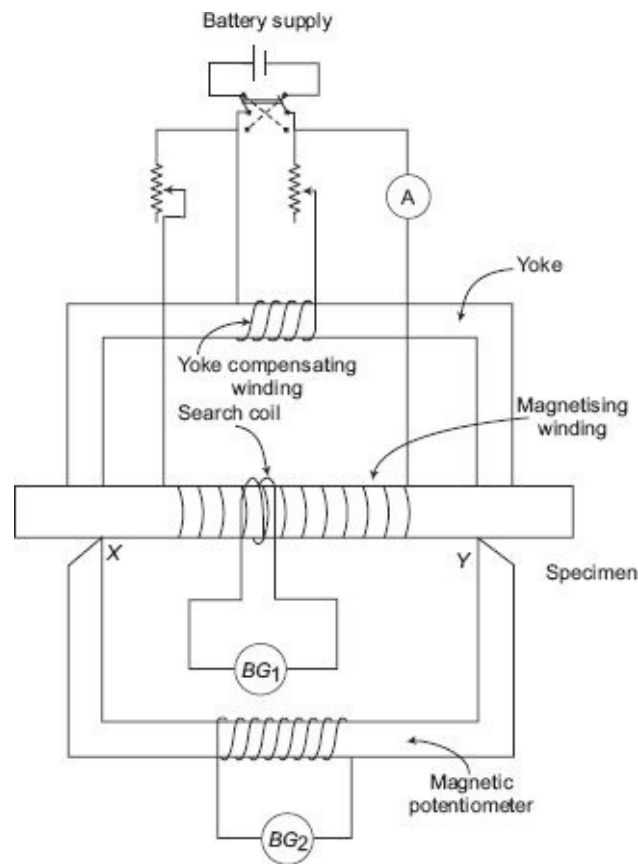 Battery supply
A
Yoke
Yoke compensating
winding
Search coil
Magnetising
winding
X
Y
Specimen
BG1
Magnetic
potentiometer
BG2